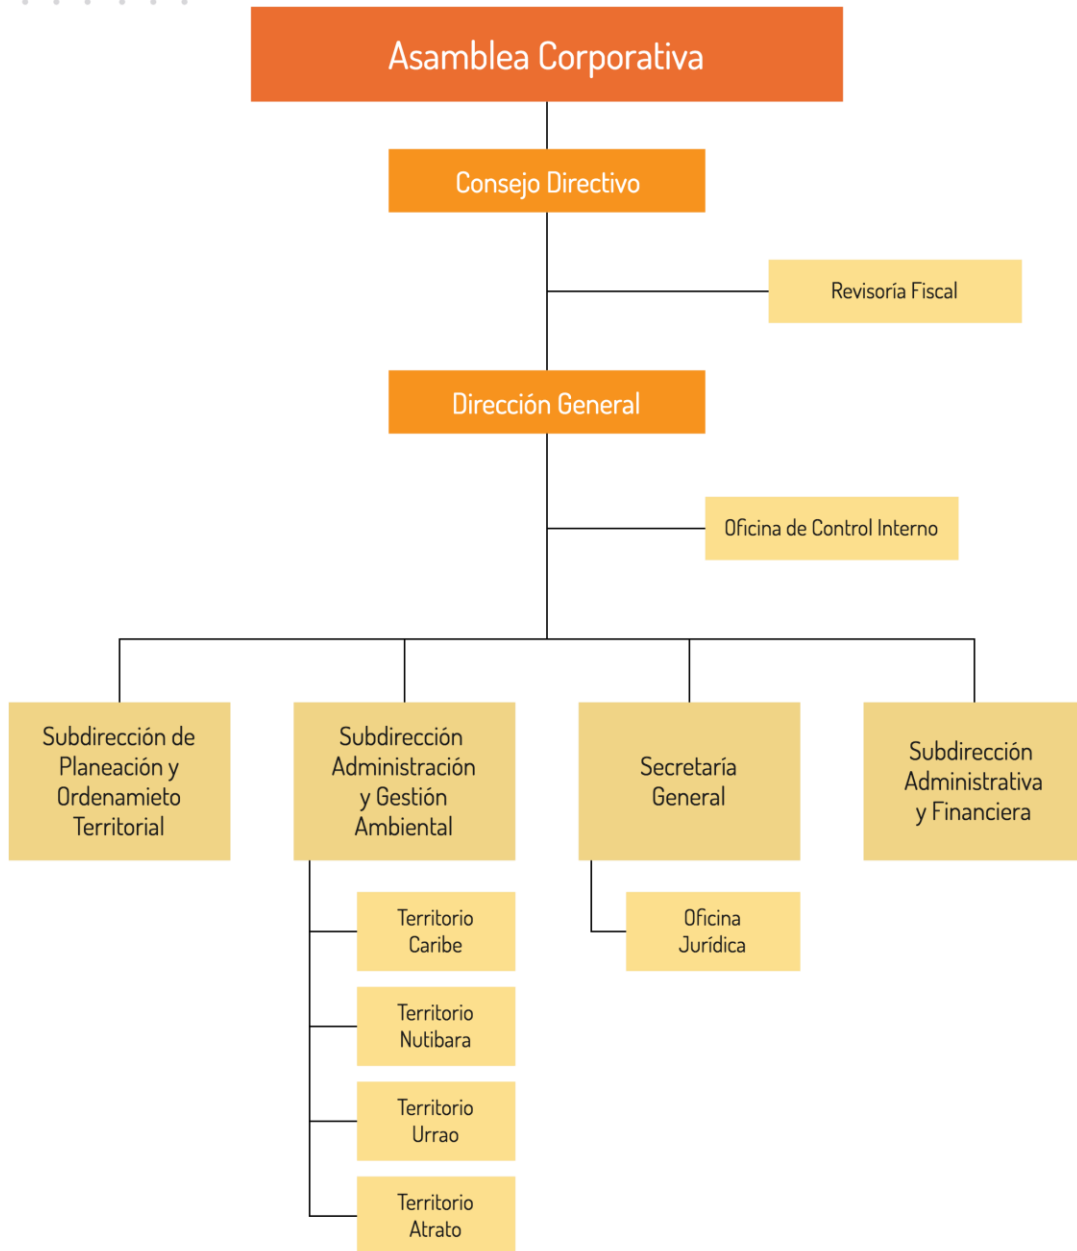 Asamblea Corporativa
Consejo Directivo
Revisoría Fiscal
Dirección General
Oficina de Control Interno
Subdirección de
Planeación y
Ordenamieto
Territorial
Subdirección
Administración
y Gestión
Ambiental
Secretaría
General
Subdirección
Administrativa
y Financiera
Territorio
Caribe
Territorio
Nutibara
Territorio
Urrao
Territorio
Atrato
Oficina
Jurídica